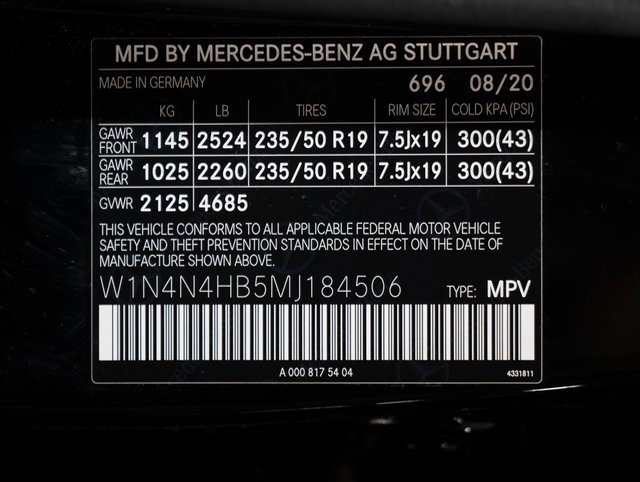 MFD BY MERCEDES-BENZ AG STUTTGART
MADE IN GERMANY 696 08/20
KG LB TIRES RIM SIZE COLD KPA(PSI)
GAWR FRONT 1145 2524 235/50 R19 7.5Jx19 300(43)
GAWR REAR 1025 2260 235/50 R19 7.5Jx19 300(43)
GVWR 2125 4685
THIS VEHICLE CONFORMS TO ALL APPLICABLE FEDERAL MOTOR VEHICLE
SAFETY AND THEFT PREVENTION STANDARDS IN EFFECT ON THE DATE OF
MANUFACTURE SHOWN ABOVE.
W1N4N4HB5MJ184506 TYPE: MPV
A 000 817 54 04
4331811